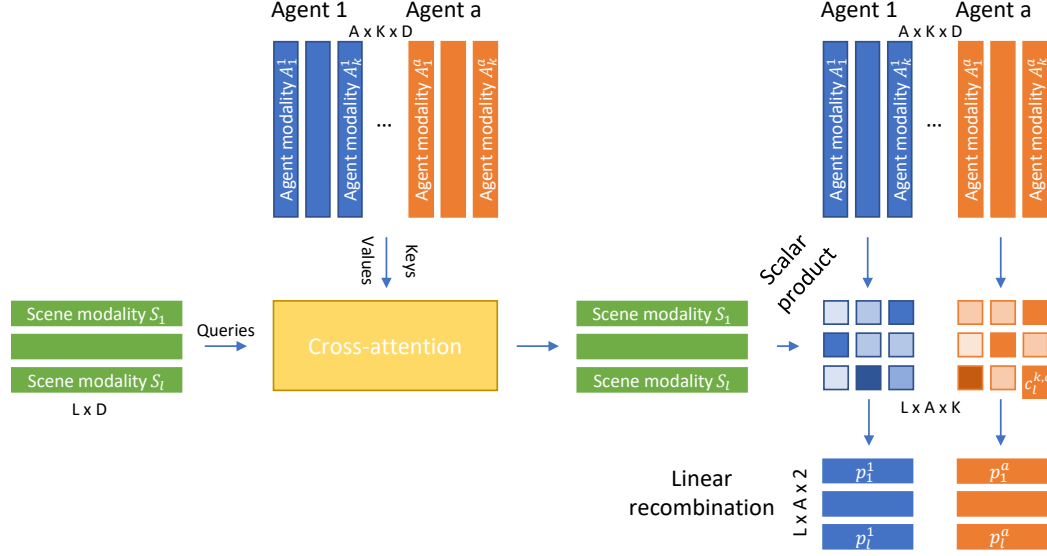 Agent 1
Agent a
A x K x D
Agent modality $A_1^1$
Agent modality $A_k^1$
...
Agent modality $A_1^a$
Agent modality $A_k^a$
Values
Keys
Scene modality $S_1$
Scene modality $S_l$
L x D
Queries
Cross-attention
Scene modality $S_1$
Scene modality $S_l$
Agent 1
Agent a
A x K x D
Agent modality $A_1^1$
Agent modality $A_k^1$
...
Agent modality $A_1^a$
Agent modality $A_k^a$
Scalar
product
L x A x K
Linear
recombination
L x A x 2
$p_1^1$
$p_l^1$
$p_1^a$
$p_l^a$